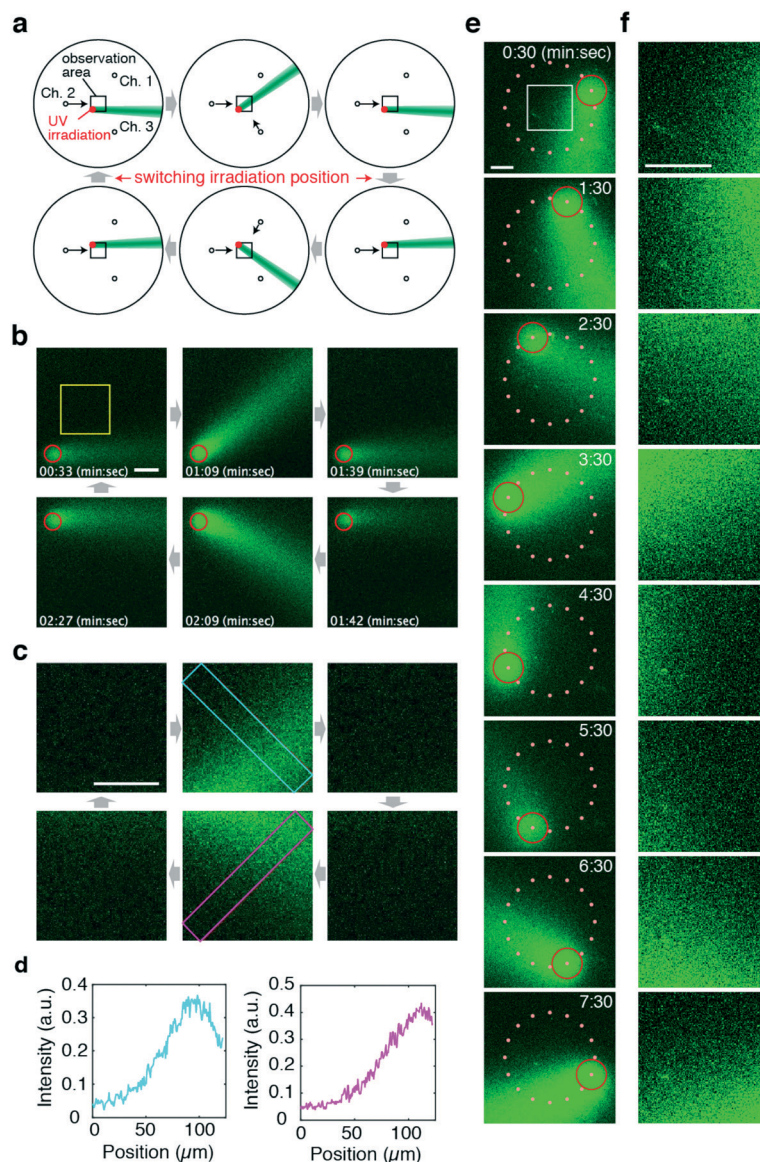 a
observation
area
Ch. 1
Ch. 2
UV
irradiation
Ch. 3
← switching irradiation position →
b
00:33 (min:sec)
01:09 (min:sec)
01:39 (min:sec)
02:27 (min:sec)
02:09 (min:sec)
01:42 (min:sec)
c
d
Intensity (a.u.)
0.4
0.3
0.2
0.1
0
0
50
100
Position (µm)
Intensity (a.u.)
0.5
0.4
0.3
0.2
0.1
0
0
50
100
Position (µm)
e
0:30 (min:sec)
1:30
2:30
3:30
4:30
5:30
6:30
7:30
f